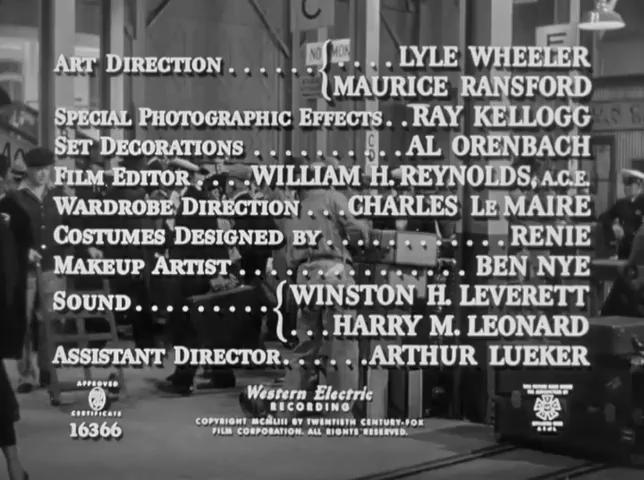 C
NO SMOK
ART DIRECTION......{....LYLE WHEELER
MAURICE RANSFORD
SPECIAL PHOTOGRAPHIC EFFECTS..RAY KELLOGG
SET DECORATIONS..........AL ORENBACH
FILM EDITOR....WILLIAM H. REYNOLDS, A.C.E.
WARDROBE DIRECTION...CHARLES LE MAIRE
COSTUMES DESIGNED BY............RENIE
MAKEUP ARTIST................BEN NYE
SOUND.........{WINSTON H. LEVERETT
...HARRY M. LEONARD
ASSISTANT DIRECTOR......ARTHUR LUEKER
APPROVED
CERTIFICATE
16366
Western Electric
RECORDING
COPYRIGHT MCMLIII BY TWENTIETH CENTURY-FOX
FILM CORPORATION. ALL RIGHTS RESERVED.